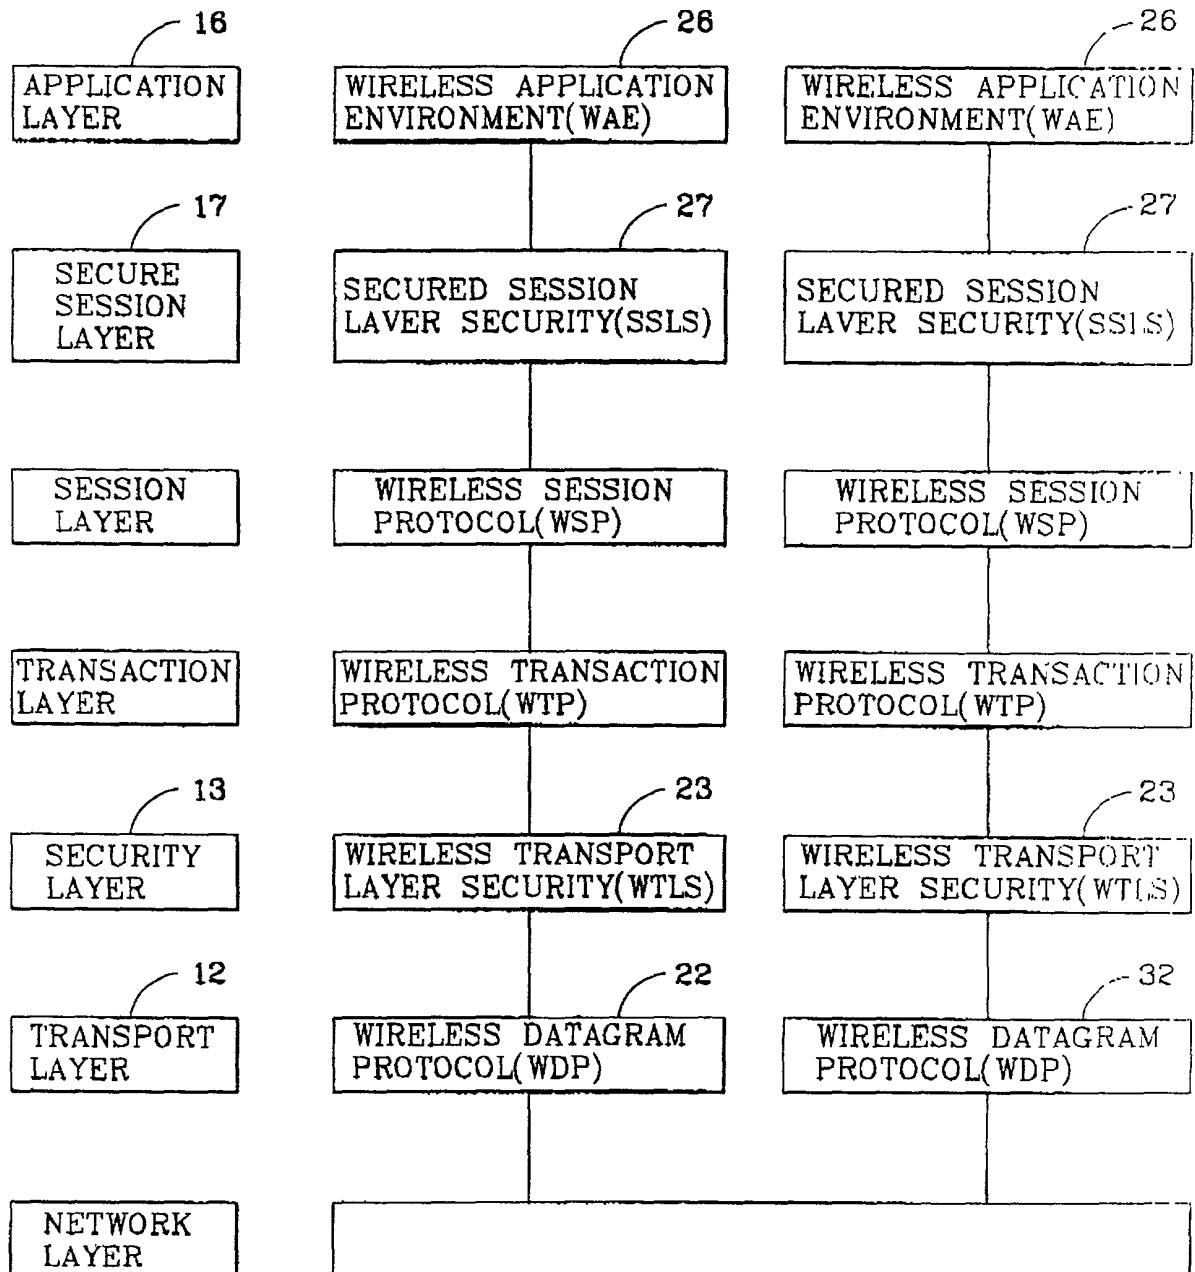 16
26
26
APPLICATION
LAYER
WIRELESS APPLICATION
ENVIRONMENT(WAE)
WIRELESS APPLICATION
ENVIRONMENT(WAE)
17
27
27
SECURE
SESSION
LAYER
SECURED SESSION
LAVER SECURITY(SSLS)
SECURED SESSION
LAVER SECURITY(SSLS)
SESSION
LAYER
WIRELESS SESSION
PROTOCOL(WSP)
WIRELESS SESSION
PROTOCOL(WSP)
TRANSACTION
LAYER
WIRELESS TRANSACTION
PROTOCOL(WTP)
WIRELESS TRANSACTION
PROTOCOL(WTP)
13
23
23
SECURITY
LAYER
WIRELESS TRANSPORT
LAYER SECURITY(WTLS)
WIRELESS TRANSPORT
LAYER SECURITY(WTLS)
12
22
32
TRANSPORT
LAYER
WIRELESS DATAGRAM
PROTOCOL(WDP)
WIRELESS DATAGRAM
PROTOCOL(WDP)
NETWORK
LAYER